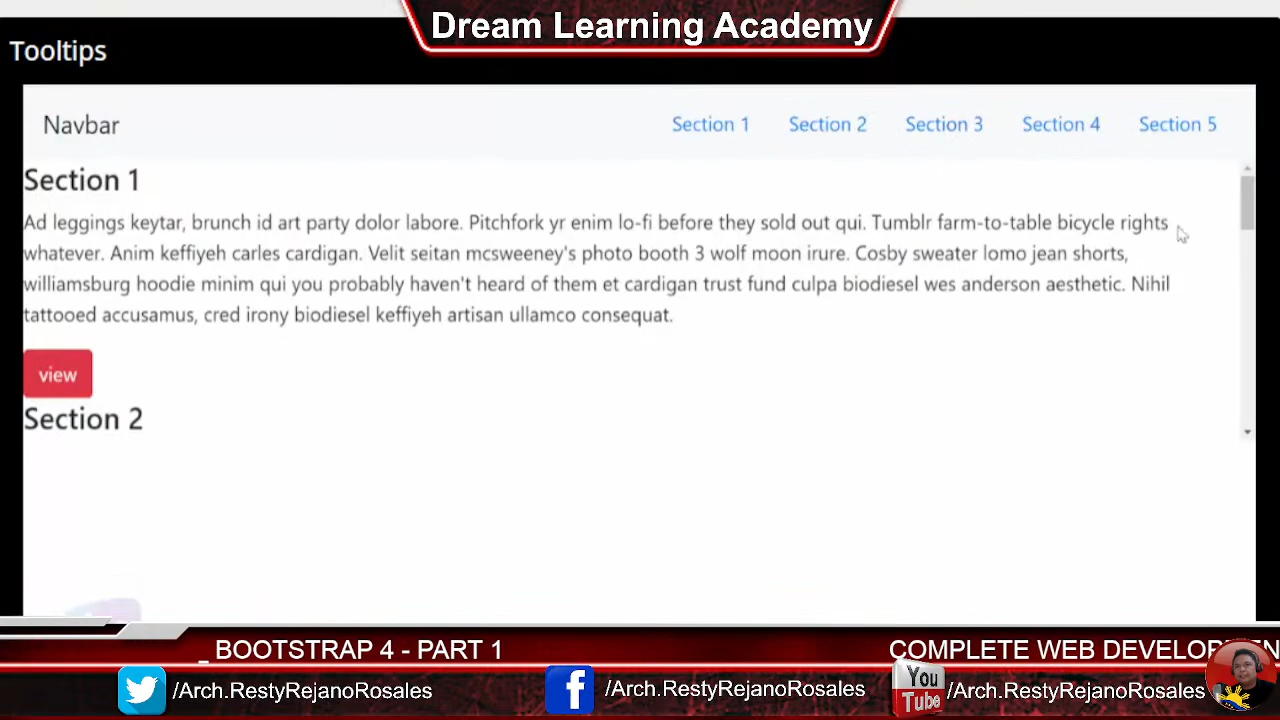 Dream Learning Academy
Tooltips
Navbar
Section 1
Section 2
Section 3
Section 4
Section 5
Section 1
Ad leggings keytar, brunch id art party dolor labore. Pitchfork yr enim lo-fi before they sold out qui. Tumblr farm-to-table bicycle rights
whatever. Anim keffiyeh carles cardigan. Velit seitan mcsweeney's photo booth 3 wolf moon irure. Cosby sweater lomo jean shorts,
williamsburg hoodie minim qui you probably haven't heard of them et cardigan trust fund culpa biodiesel wes anderson aesthetic. Nihil
tattooed accusamus, cred irony biodiesel keffiyeh artisan ullamco consequat.
view
Section 2
_ BOOTSTRAP 4 - PART 1
COMPLETE WEB DEVELOPMEN
/Arch.RestyRejanoRosales
/Arch.RestyRejanoRosales
You
Tube
/Arch.RestyRejanoRosales